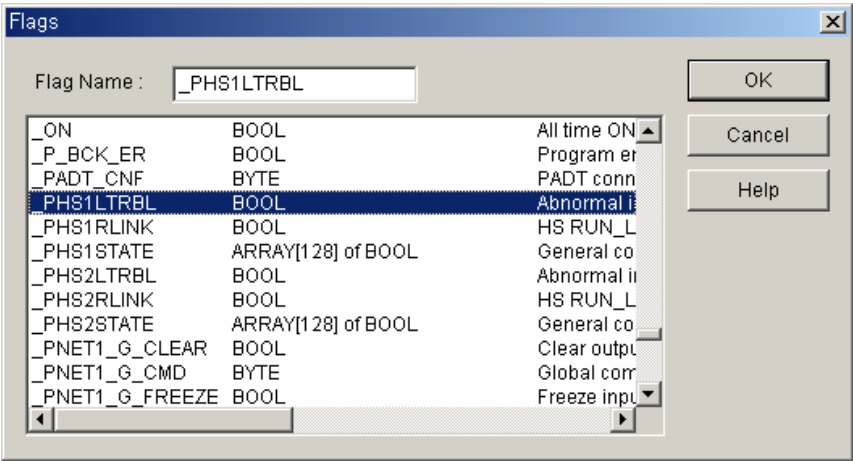 Flags
Flag Name : _PHS1LTRBL
OK
Cancel
Help
_ON BOOL All time ON
_P_BCK_ER BOOL Program er
_PADT_CNF BYTE PADT conn
_PHS1LTRBL BOOL Abnormal i
_PHS1RLINK BOOL HS RUN_L
_PHS1STATE ARRAY[128] of BOOL General co
_PHS2LTRBL BOOL Abnormal i
_PHS2RLINK BOOL HS RUN_L
_PHS2STATE ARRAY[128] of BOOL General co
_PNET1_G_CLEAR BOOL Clear outpu
_PNET1_G_CMD BYTE Global com
_PNET1_G_FREEZE BOOL Freeze inpu